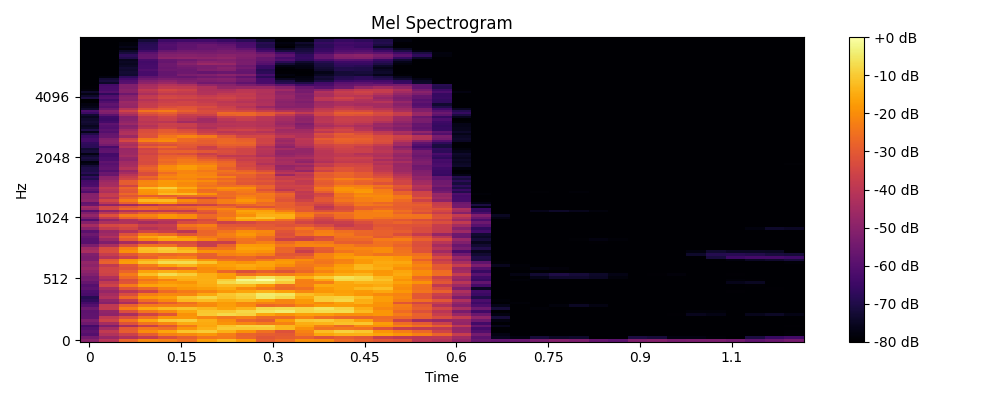 Mel Spectrogram
Hz
4096
2048
1024
512
0
0 0.15 0.3 0.45 0.6 0.75 0.9 1.1
Time
+0 dB
-10 dB
-20 dB
-30 dB
-40 dB
-50 dB
-60 dB
-70 dB
-80 dB